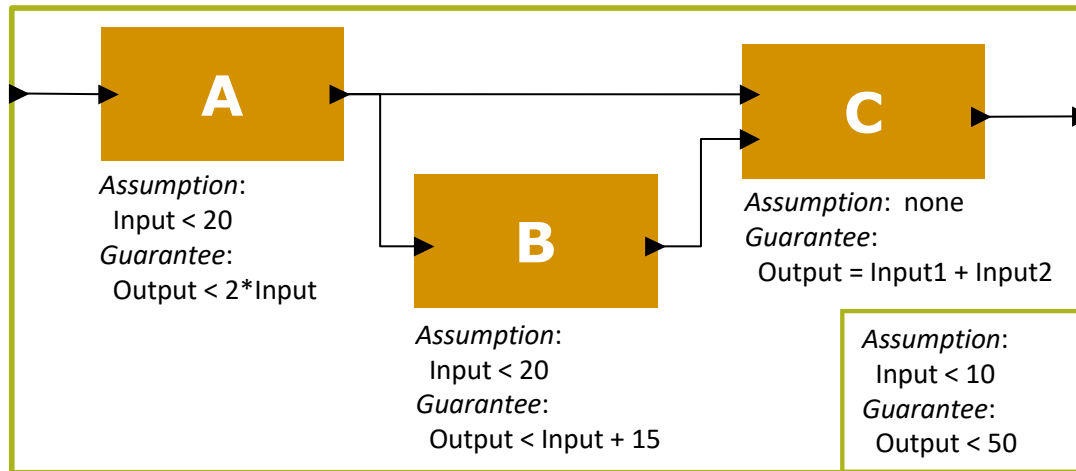 A
Assumption:
Input < 20
Guarantee:
Output < 2*Input
B
Assumption:
Input < 20
Guarantee:
Output < Input + 15
C
Assumption: none
Guarantee:
Output = Input1 + Input2
Assumption:
Input < 10
Guarantee:
Output < 50